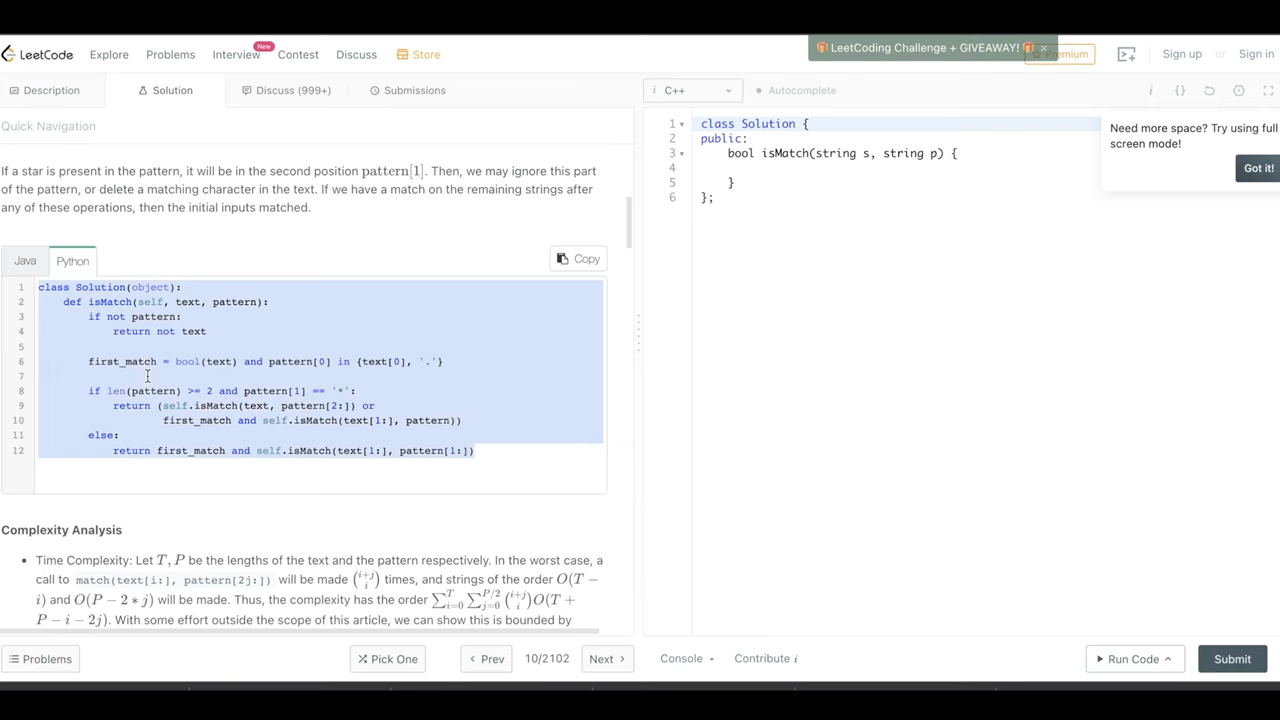 LeetCode Explore Problems Interview New Contest Discuss Store 🎁 LeetCoding Challenge + GIVEAWAY! 🎁 × Premium Sign up or Sign in
Description Solution Discuss (999+) Submissions
Quick Navigation
If a star is present in the pattern, it will be in the second position pattern[1]. Then, we may ignore this part
of the pattern, or delete a matching character in the text. If we have a match on the remaining strings after
any of these operations, then the initial inputs matched.
Java Python Copy
1 class Solution(object):
2 def isMatch(self, text, pattern):
3 if not pattern:
4 return not text
5
6 first_match = bool(text) and pattern[0] in {text[0], '.'}
7
8 if len(pattern) >= 2 and pattern[1] == '*':
9 return (self.isMatch(text, pattern[2:]) or
10 first_match and self.isMatch(text[1:], pattern))
11 else:
12 return first_match and self.isMatch(text[1:], pattern[1:])
Complexity Analysis
• Time Complexity: Let T, P be the lengths of the text and the pattern respectively. In the worst case, a
call to match(text[i:], pattern[2j:]) will be made (i+j i) times, and strings of the order O(T −
i) and O(P − 2 * j) will be made. Thus, the complexity has the order ∑T i=0 ∑P/2 j=0 (i+j i) O(T +
P − i − 2j). With some effort outside the scope of this article, we can show this is bounded by
Problems Pick One Prev 10/2102 Next
i C++ Autocomplete i {}
1 class Solution {
2 public:
3 bool isMatch(string s, string p) {
4
5 }
6 };
Need more space? Try using full
screen mode!
Got it!
Console Contribute i Run Code Submit